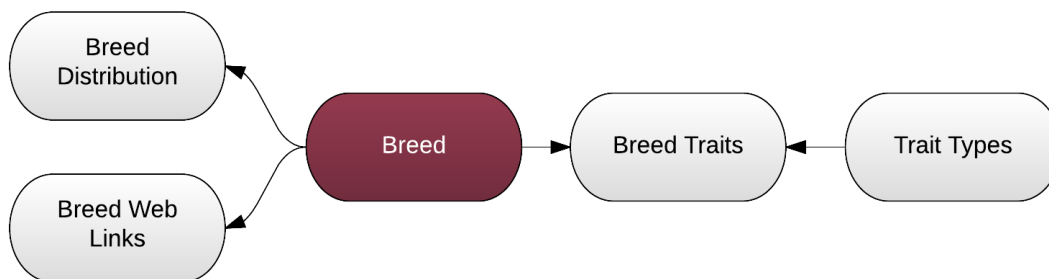 Breed
Distribution
Breed
Breed Traits
Trait Types
Breed Web
Links